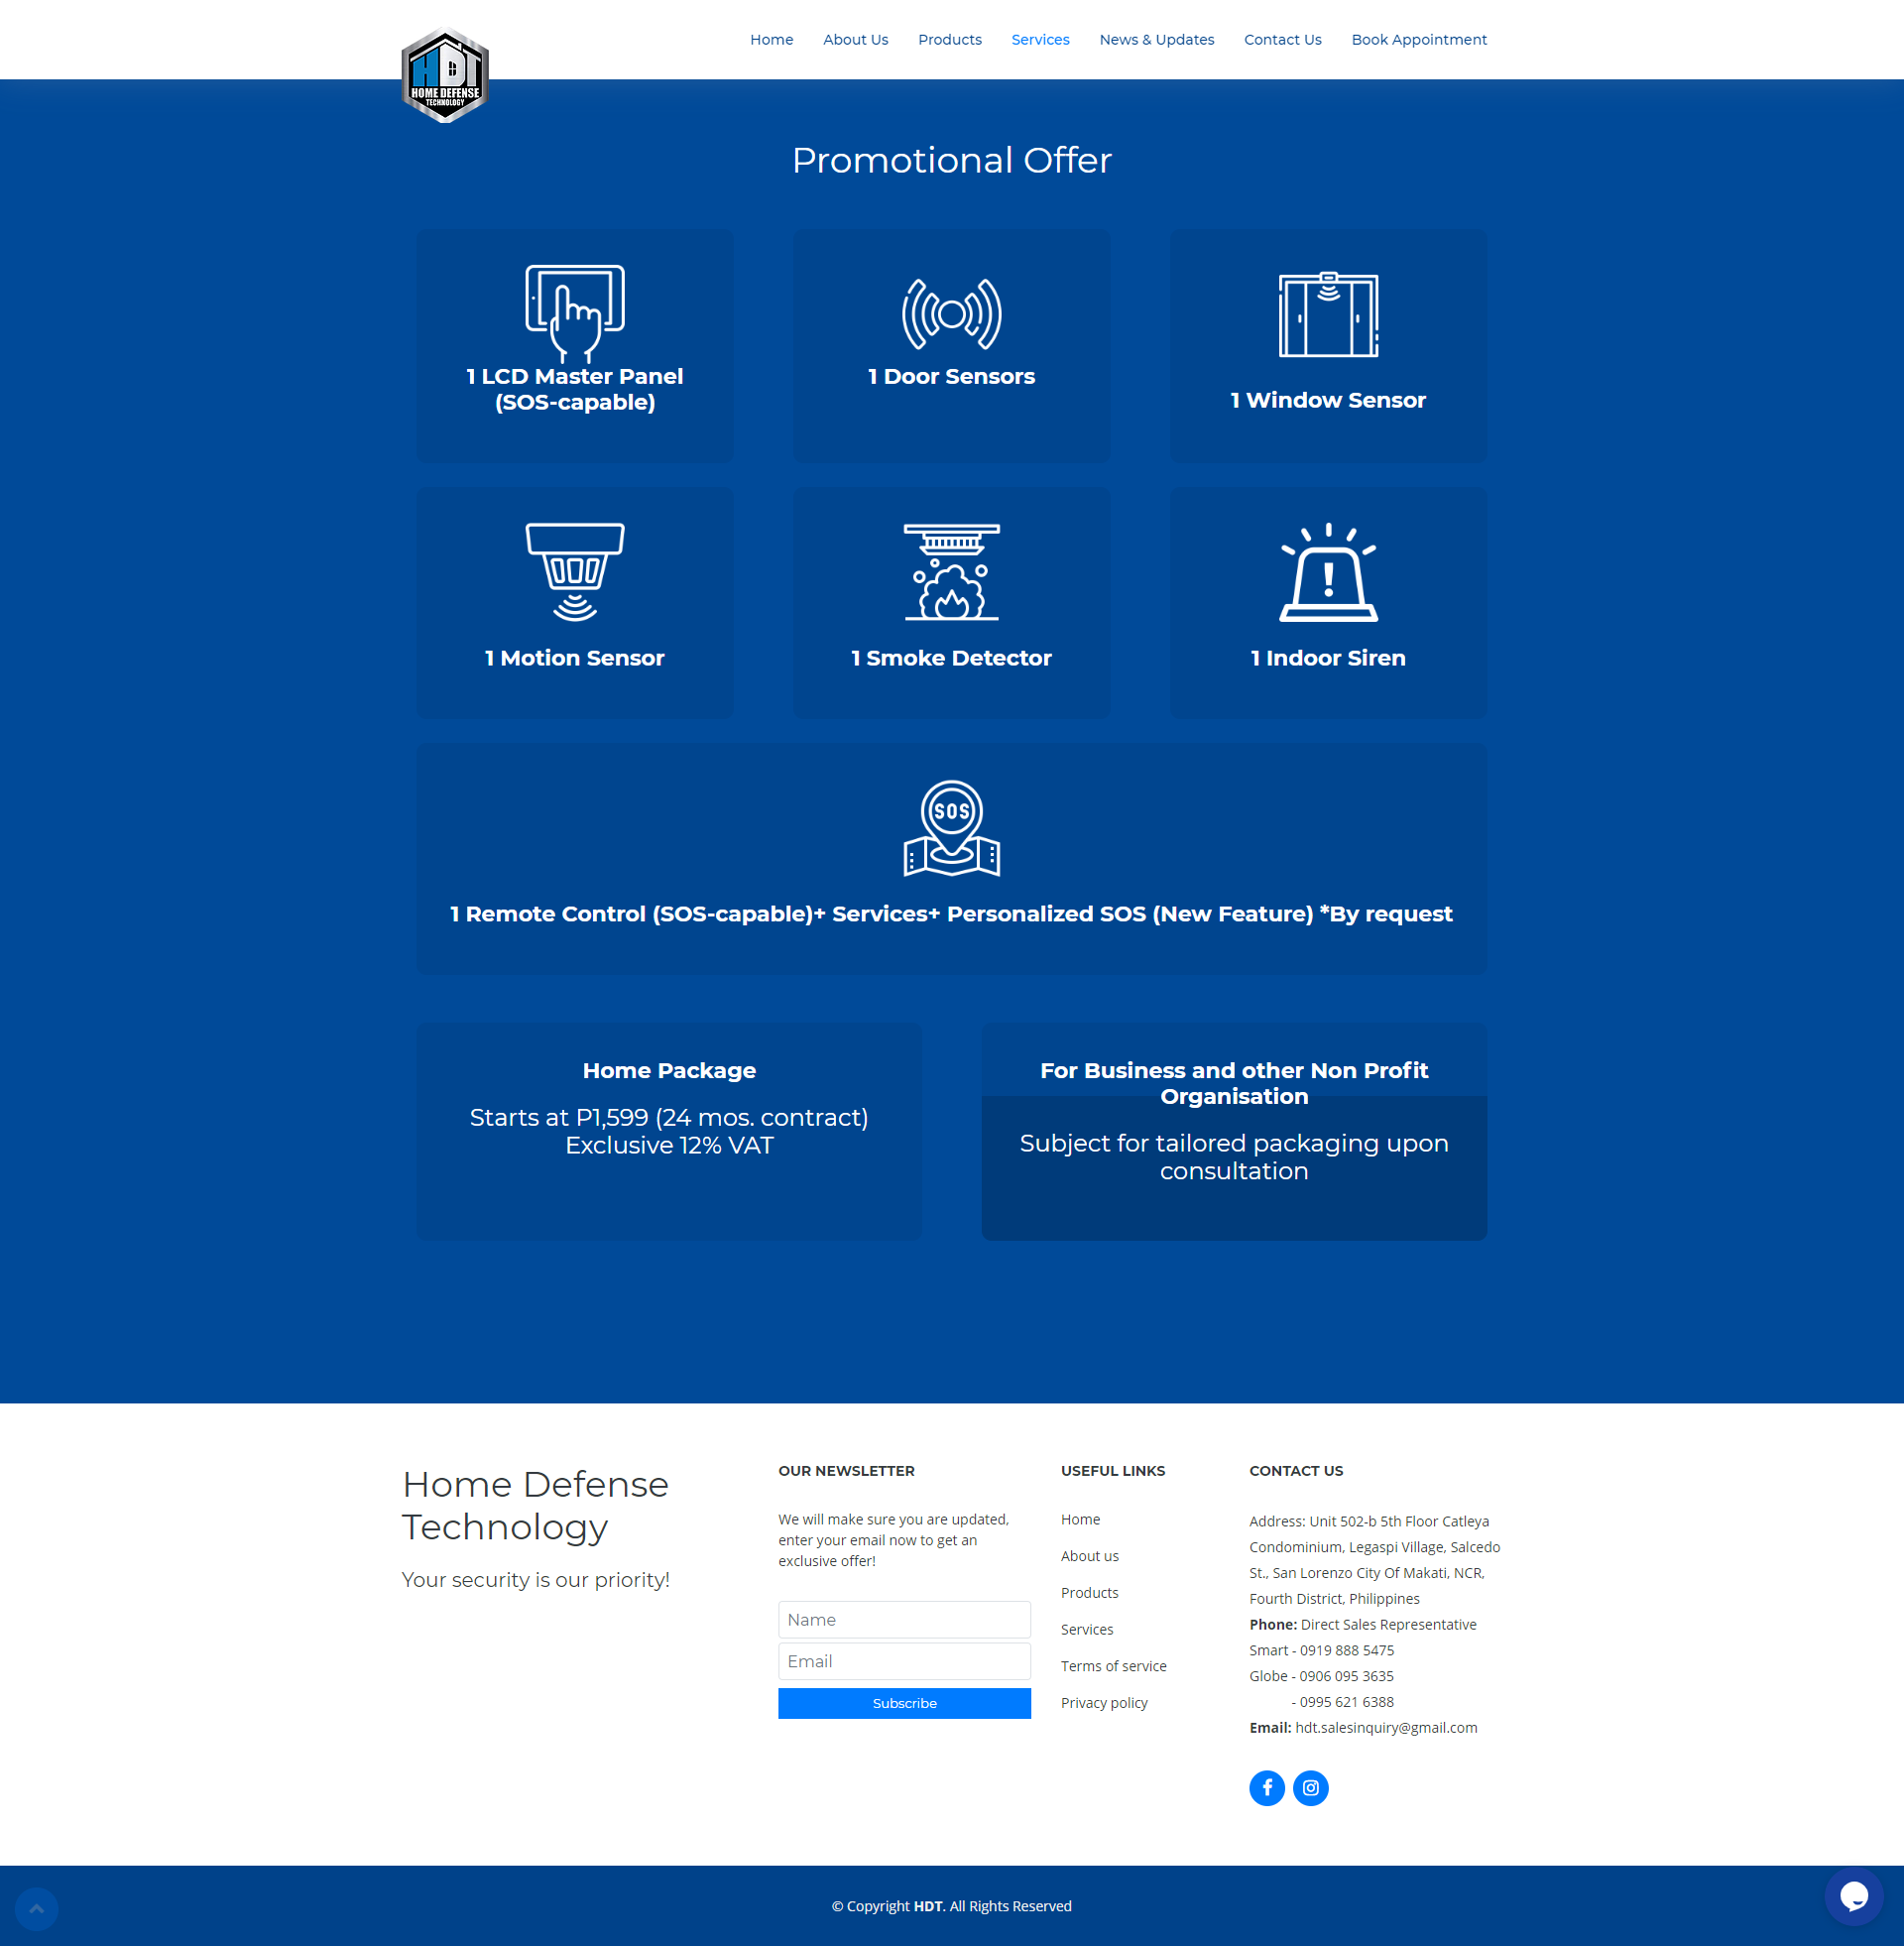 HDT
HOME DEFENSE
TECHNOLOGY
Home About Us Products Services News & Updates Contact Us Book Appointment
Promotional Offer
1 LCD Master Panel
(SOS-capable)
1 Door Sensors
1 Window Sensor
1 Motion Sensor
1 Smoke Detector
1 Indoor Siren
SOS
1 Remote Control (SOS-capable)+ Services+ Personalized SOS (New Feature) *By request
Home Package
Starts at P1,599 (24 mos. contract)
Exclusive 12% VAT
For Business and other Non Profit
Organisation
Subject for tailored packaging upon
consultation
Home Defense
Technology
Your security is our priority!
OUR NEWSLETTER
We will make sure you are updated,
enter your email now to get an
exclusive offer!
Name
Email
Subscribe
USEFUL LINKS
Home
About us
Products
Services
Terms of service
Privacy policy
CONTACT US
Address: Unit 502-b 5th Floor Catleya
Condominium, Legaspi Village, Salcedo
St., San Lorenzo City Of Makati, NCR,
Fourth District, Philippines
Phone: Direct Sales Representative
Smart - 0919 888 5475
Globe - 0906 095 3635
- 0995 621 6388
Email: hdt.salesinquiry@gmail.com
© Copyright HDT. All Rights Reserved